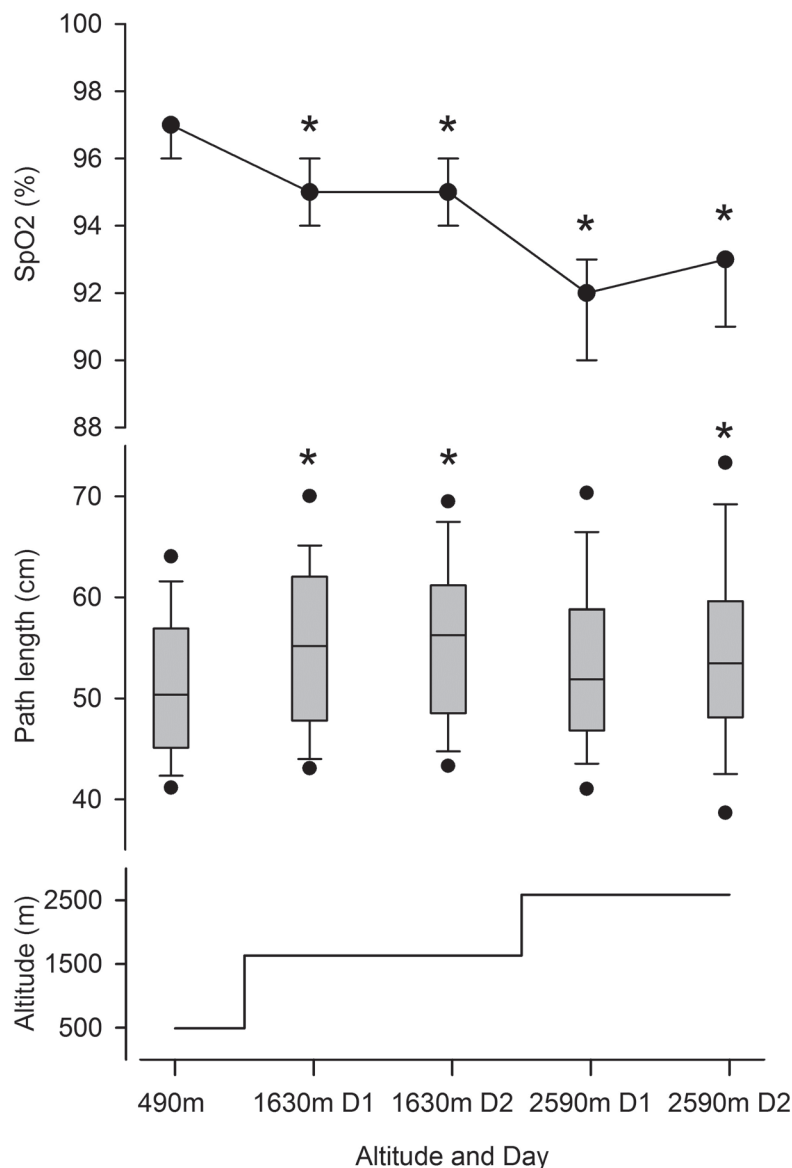 100
98
96
94
92
90
88
SpO2 (%)
*
*
*
*
70
60
50
40
Path length (cm)
*
*
*
2500
1500
500
Altitude (m)
490m
1630m D1
1630m D2
2590m D1
2590m D2
Altitude and Day